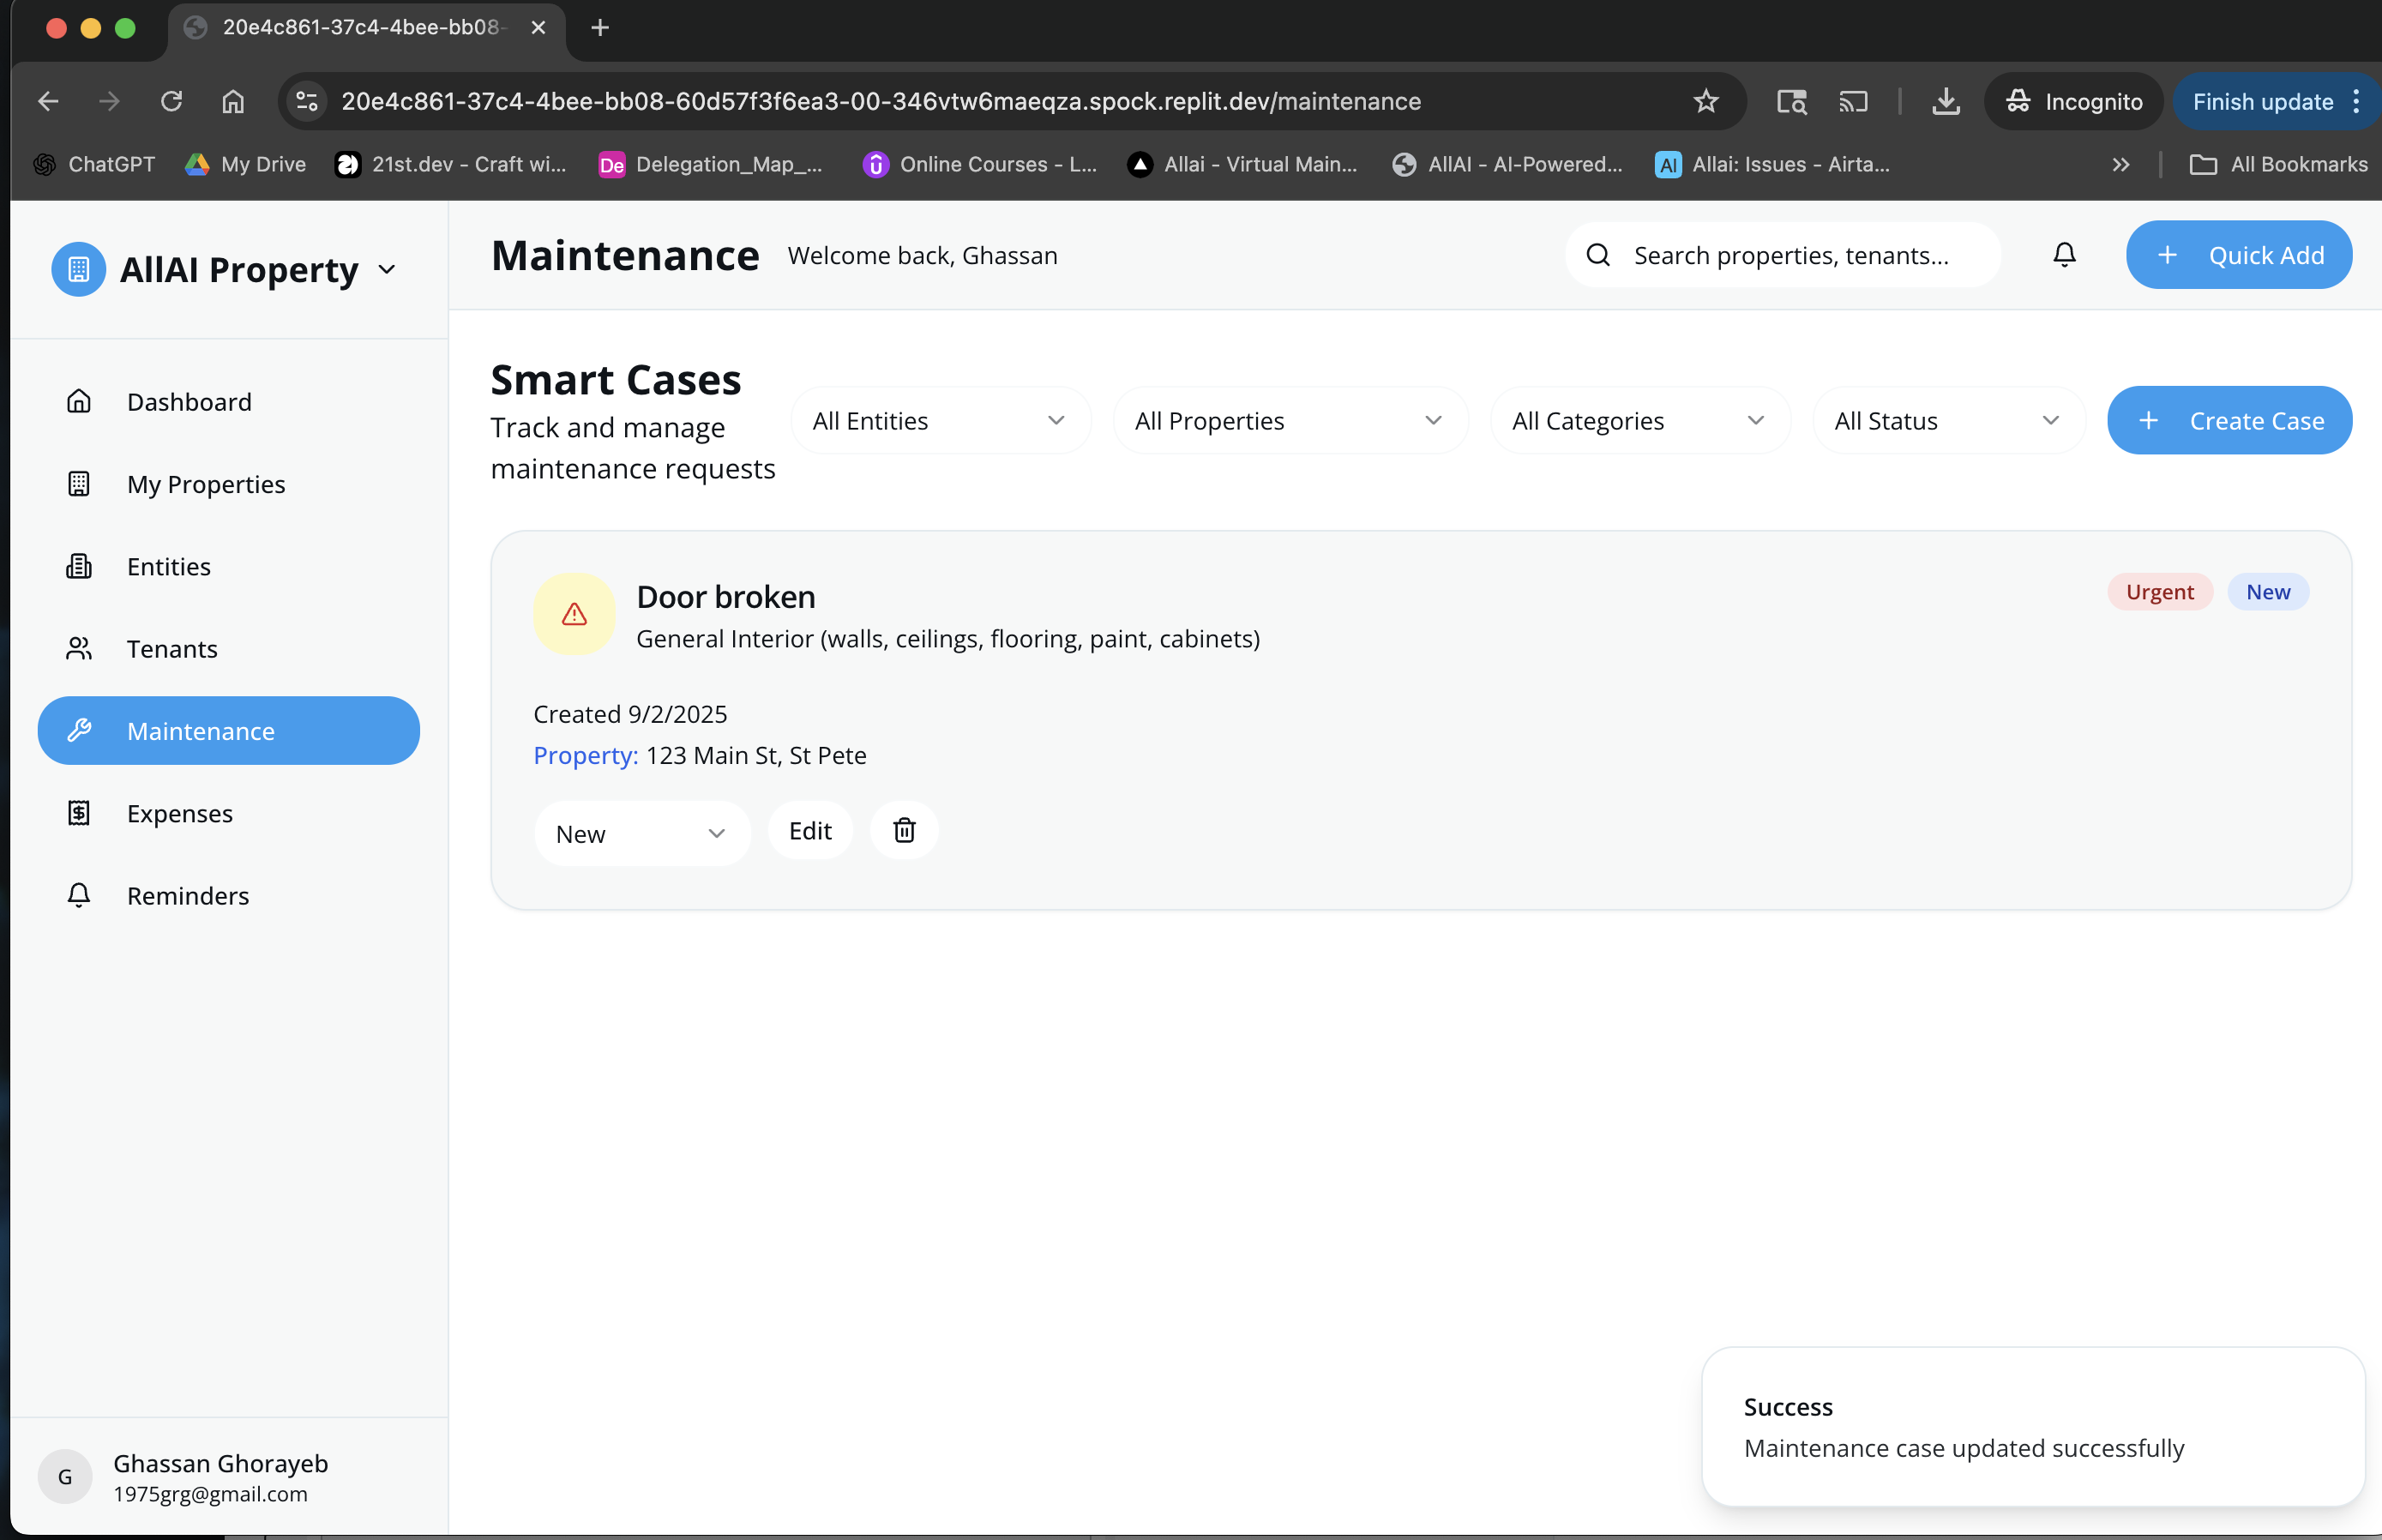 20e4c861-37c4-4bee-bb08-
20e4c861-37c4-4bee-bb08-60d57f3f6ea3-00-346vtw6maeqza.spock.replit.dev/maintenance
Incognito
Finish update
ChatGPT
My Drive
21st.dev - Craft wi...
De
Delegation_Map_...
Online Courses - L...
Allai - Virtual Main...
AllAI - AI-Powered...
AI
Allai: Issues - Airta...
All Bookmarks
AllAI Property
Maintenance
Welcome back, Ghassan
Search properties, tenants...
Quick Add
Dashboard
My Properties
Entities
Tenants
Maintenance
Expenses
Reminders
Smart Cases
Track and manage
maintenance requests
All Entities
All Properties
All Categories
All Status
Create Case
Door broken
General Interior (walls, ceilings, flooring, paint, cabinets)
Urgent
New
Created 9/2/2025
Property: 123 Main St, St Pete
New
Edit
Success
Maintenance case updated successfully
G
Ghassan Ghorayeb
1975grg@gmail.com